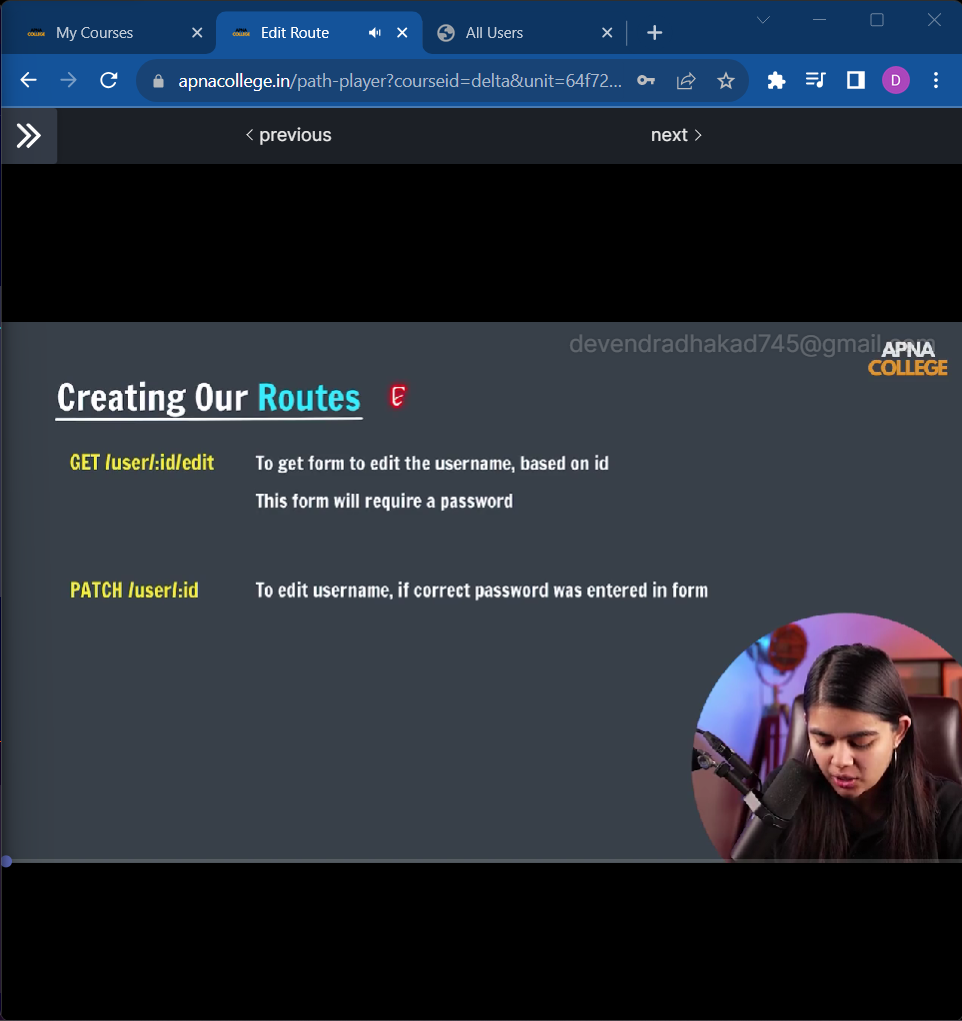 My Courses
Edit Route
All Users
apnacollege.in/path-player?courseid=delta&unit=64f72...
D
previous
next
devendradhakad745@gmail.com
APNA
COLLEGE
Creating Our Routes E
GET /user/:id/edit To get form to edit the username, based on id
This form will require a password
PATCH /user/:id To edit username, if correct password was entered in form